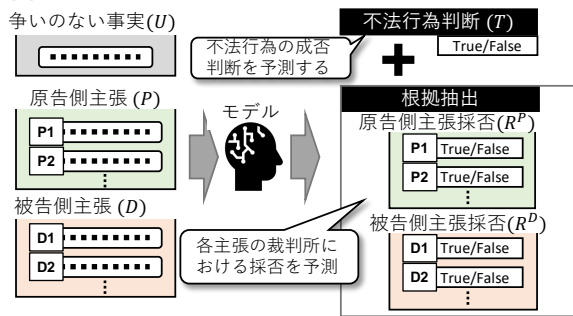 争いのない事実(U)
不法行為の成否
判断を予測する
不法行為判断 (T)
True/False
原告側主張 (P)
P1
P2
モデル
根拠抽出
原告側主張採否(R^P)
P1 True/False
P2 True/False
被告側主張 (D)
D1
D2
各主張の裁判所に
おける採否を予測
被告側主張採否(R^D)
D1 True/False
D2 True/False